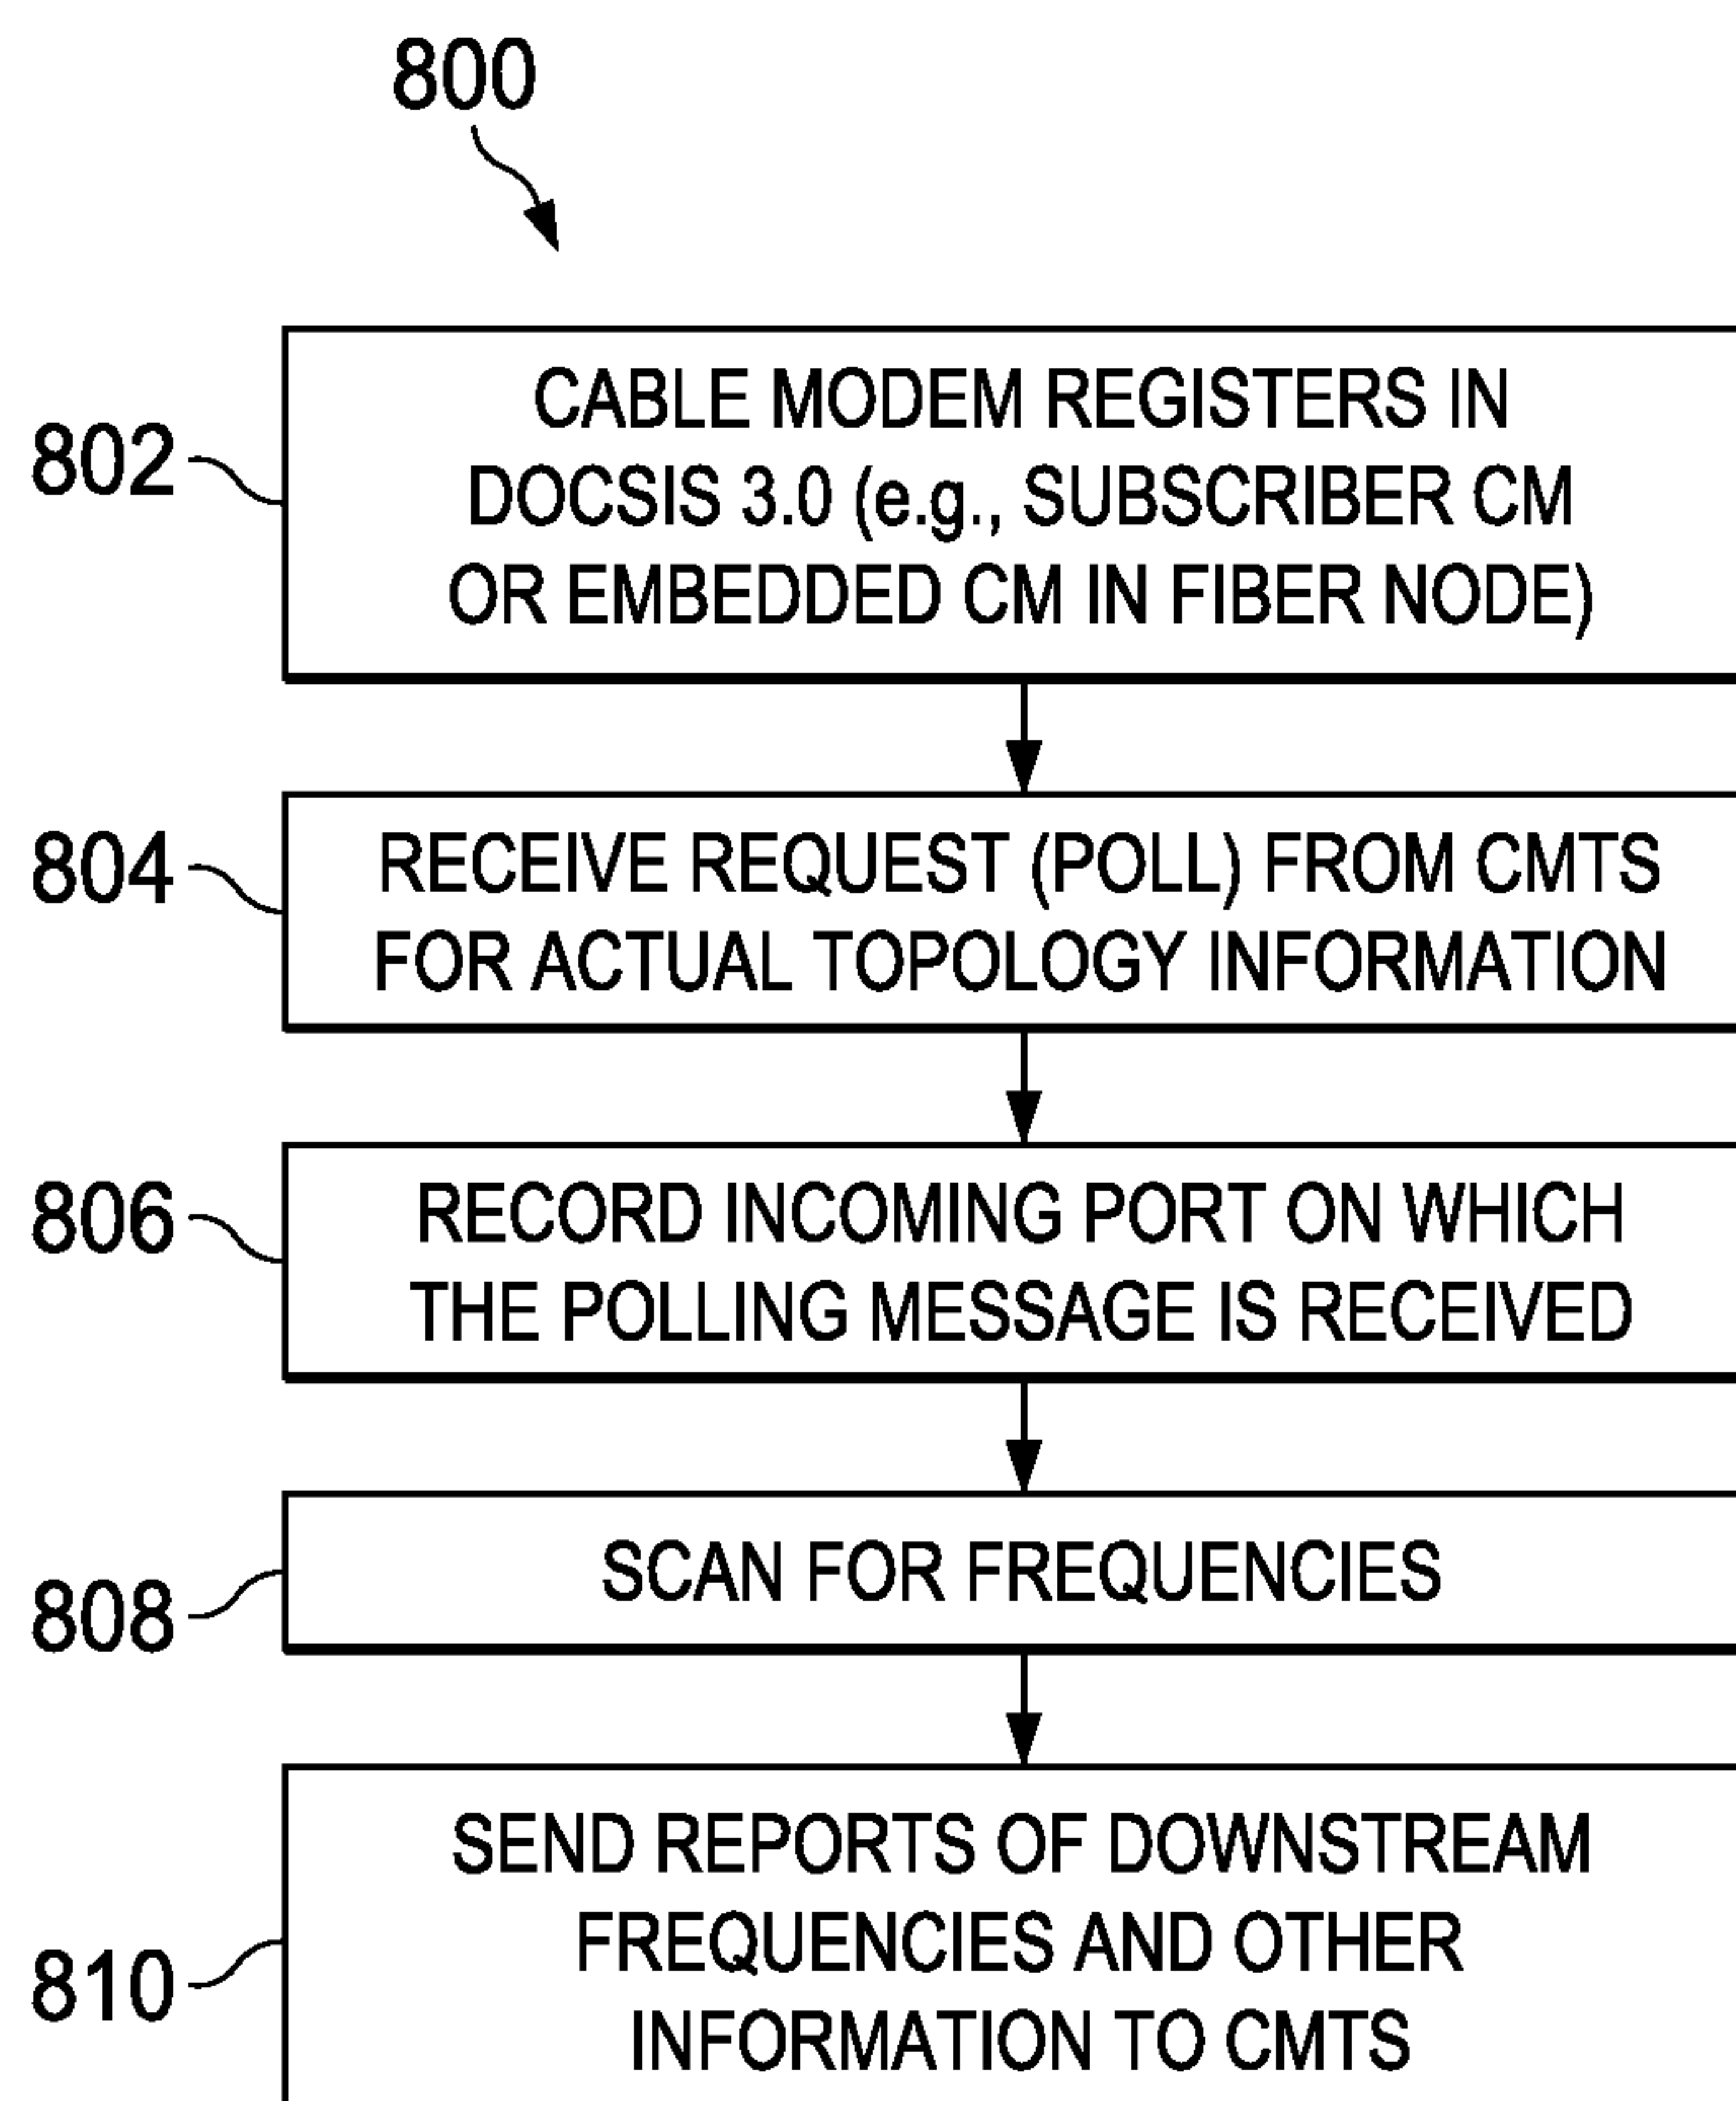 800
802
CABLE MODEM REGISTERS IN
DOCSIS 3.0 (e.g., SUBSCRIBER CM
OR EMBEDDED CM IN FIBER NODE)
804
RECEIVE REQUEST (POLL) FROM CMTS
FOR ACTUAL TOPOLOGY INFORMATION
806
RECORD INCOMING PORT ON WHICH
THE POLLING MESSAGE IS RECEIVED
808
SCAN FOR FREQUENCIES
810
SEND REPORTS OF DOWNSTREAM
FREQUENCIES AND OTHER
INFORMATION TO CMTS